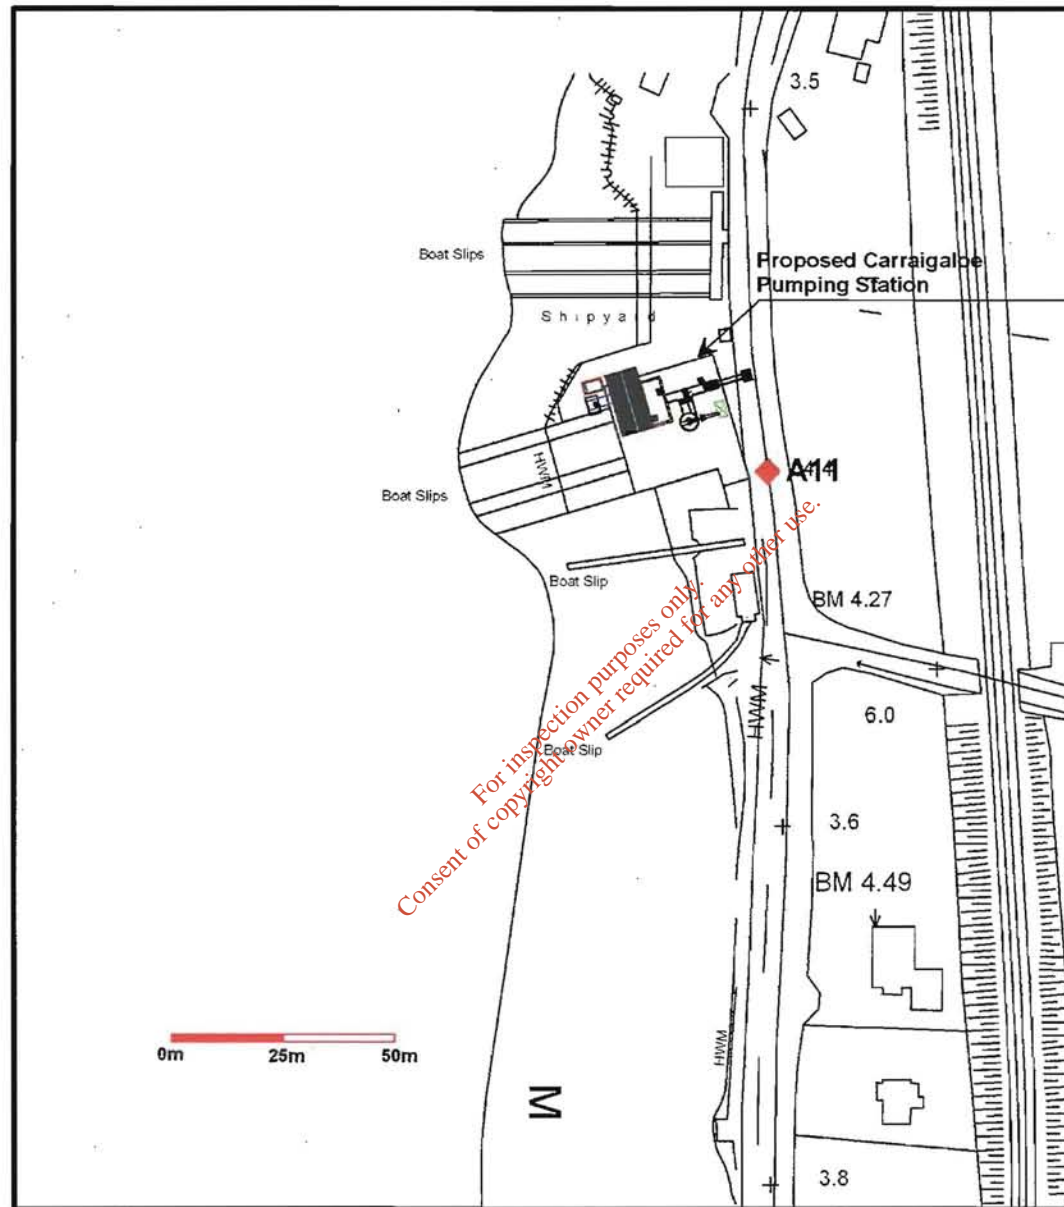 3.5
Boat Slips
Proposed Carraigaloe
Pumping Station
Shipyard
HWM
A11
Boat Slips
Boat Slip
BM 4.27
HWM
6.0
Boat Slip
For inspection purposes only.
Consent of copyright owner required for any other use.
3.6
BM 4.49
0m 25m 50m
HWM
M
3.8